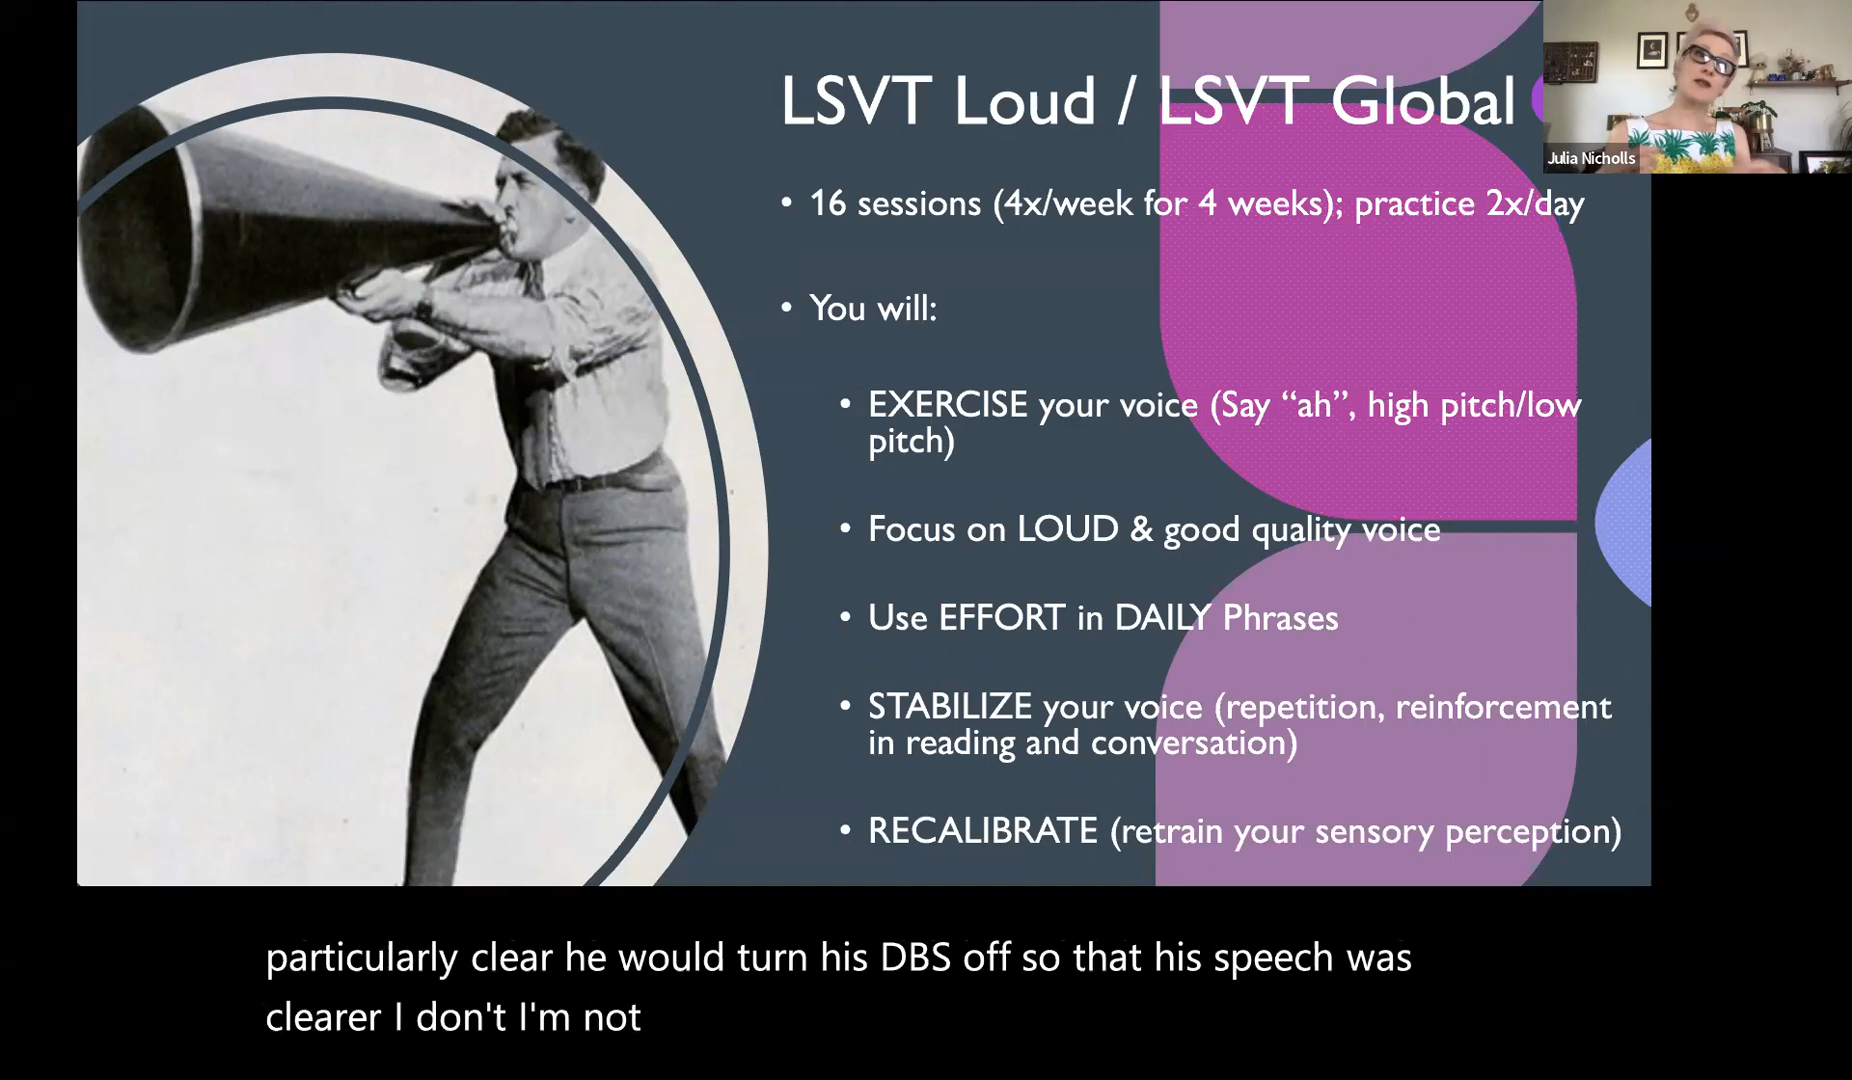 LSVT Loud / LSVT Global
Julia Nicholls
• 16 sessions (4x/week for 4 weeks); practice 2x/day
• You will:
• EXERCISE your voice (Say “ah”, high pitch/low
pitch)
• Focus on LOUD & good quality voice
• Use EFFORT in DAILY Phrases
• STABILIZE your voice (repetition, reinforcement
in reading and conversation)
• RECALIBRATE (retrain your sensory perception)
particularly clear he would turn his DBS off so that his speech was
clearer I don't I'm not